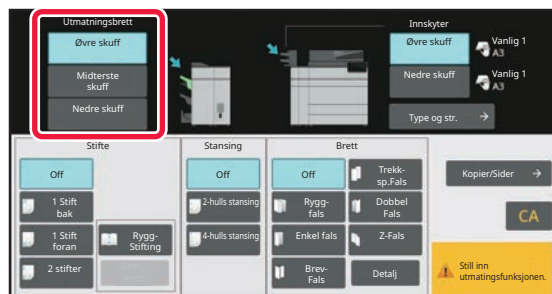 Utmatningsbrett
Øvre skuff
Midterste
skuff
Nedre skuff
Innskyter
Øvre skuff
Vanlig 1
A3
Nedre skuff
Vanlig 1
A3
Type og str.
Stifte
Off
1 Stift
bak
1 Stift
foran
2 stifter
Rygg-
Stifting
Stansing
Off
2-hulls stansing
4-hulls stansing
Brett
Off
Trekk-
sp.Fals
Rygg-
fals
Dobbel
Fals
Enkel fals
Z-Fals
Brev-
Fals
Detalj
Kopier/Sider
CA
Still inn
utmatingsfunksjonen.